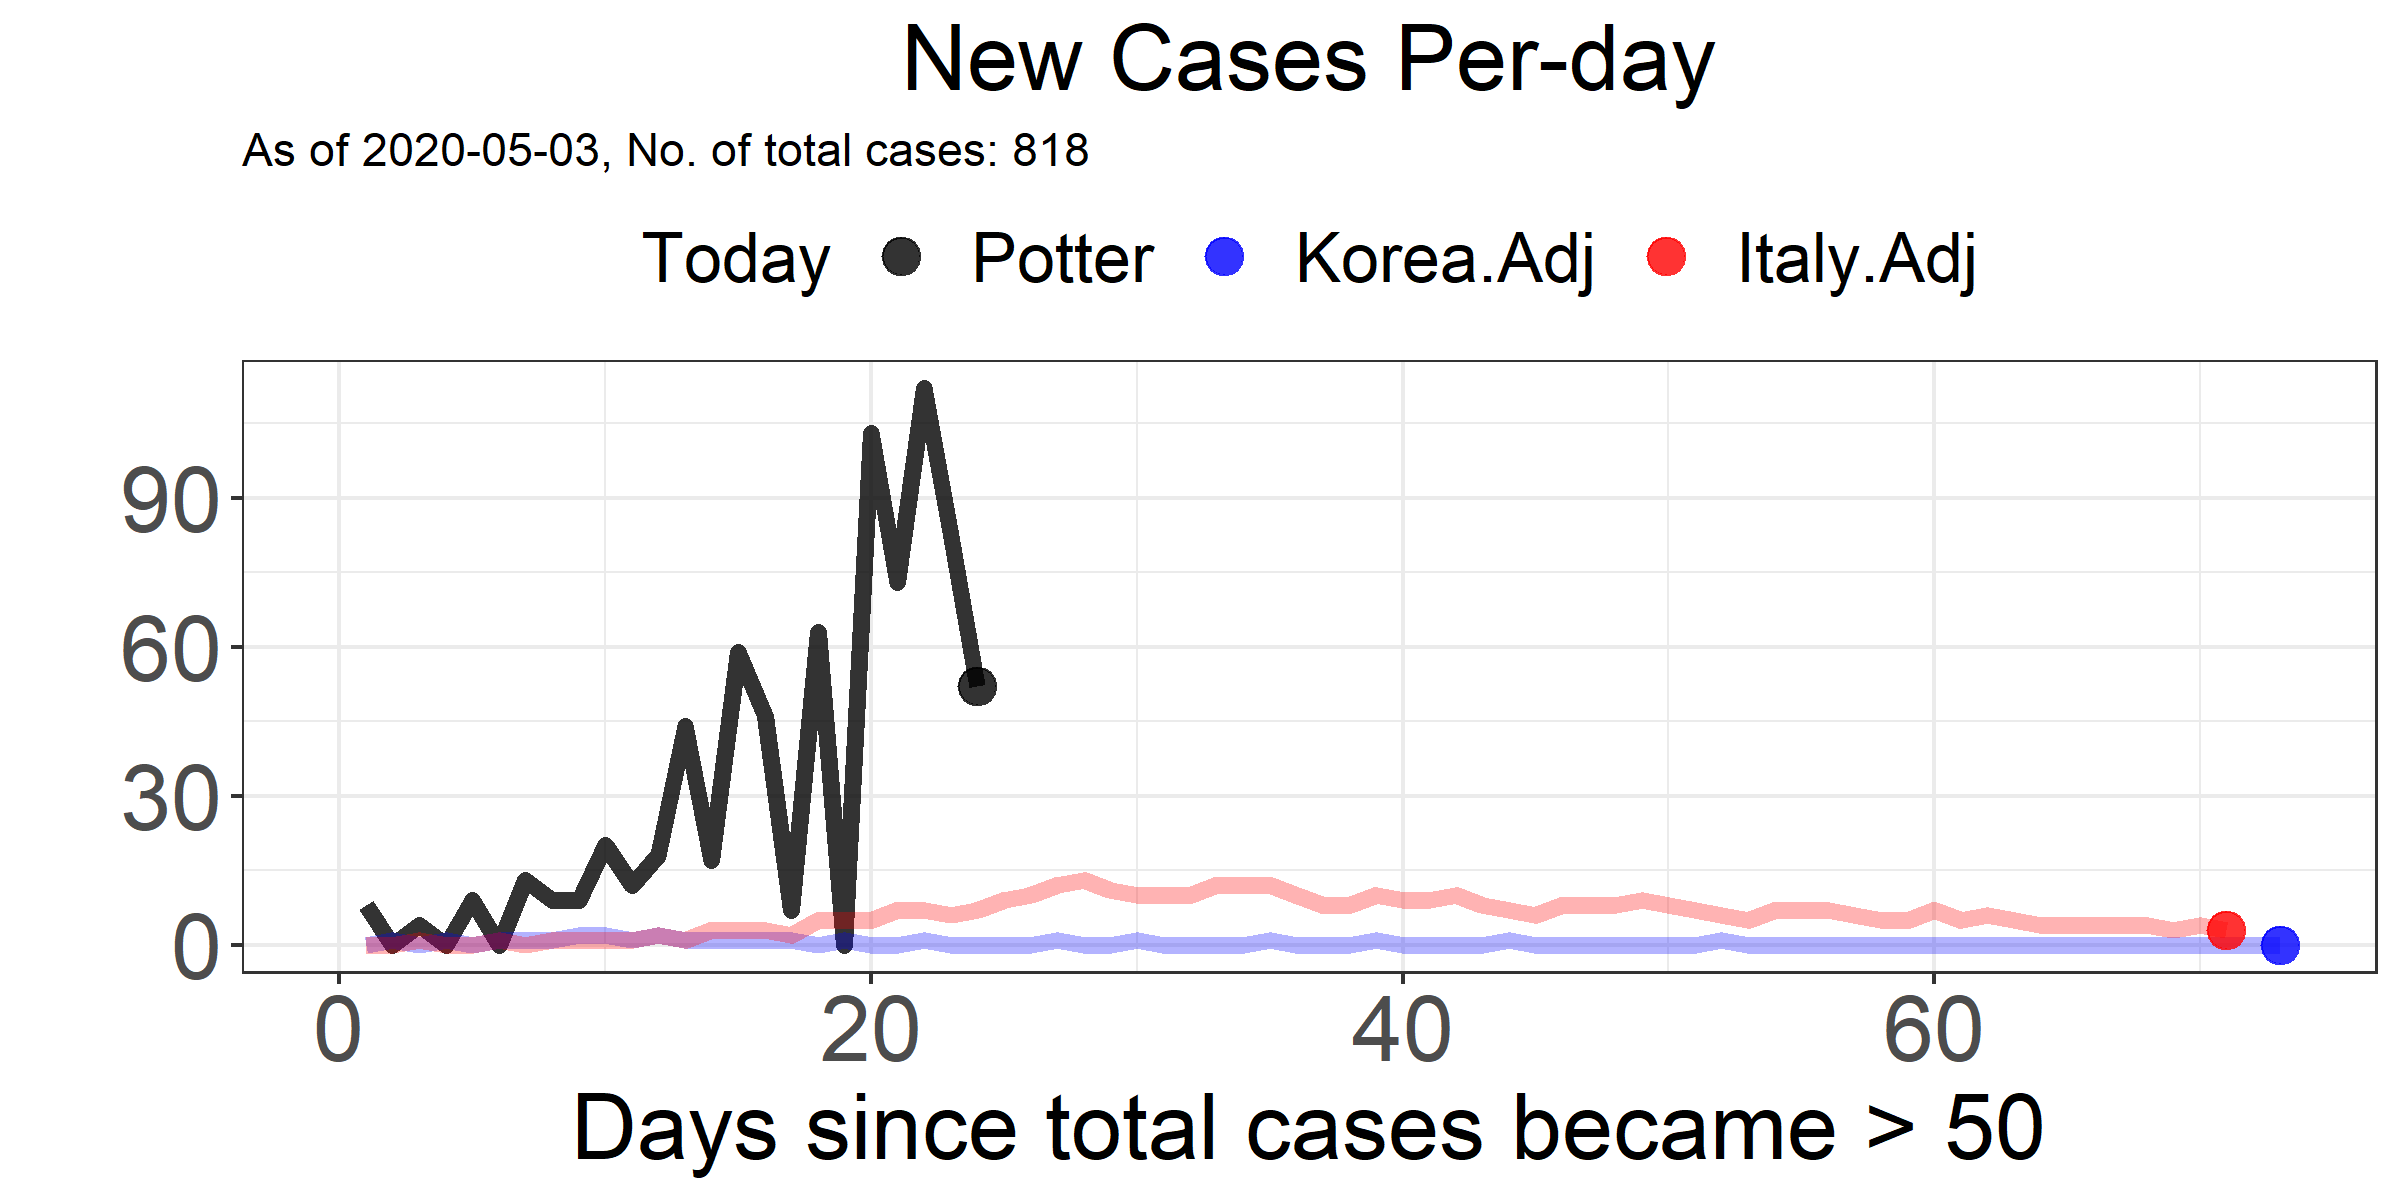 New Cases Per-day
As of 2020-05-03, No. of total cases: 818
Today Potter Korea.Adj Italy.Adj
90
60
30
0
0 20 40 60
Days since total cases became > 50